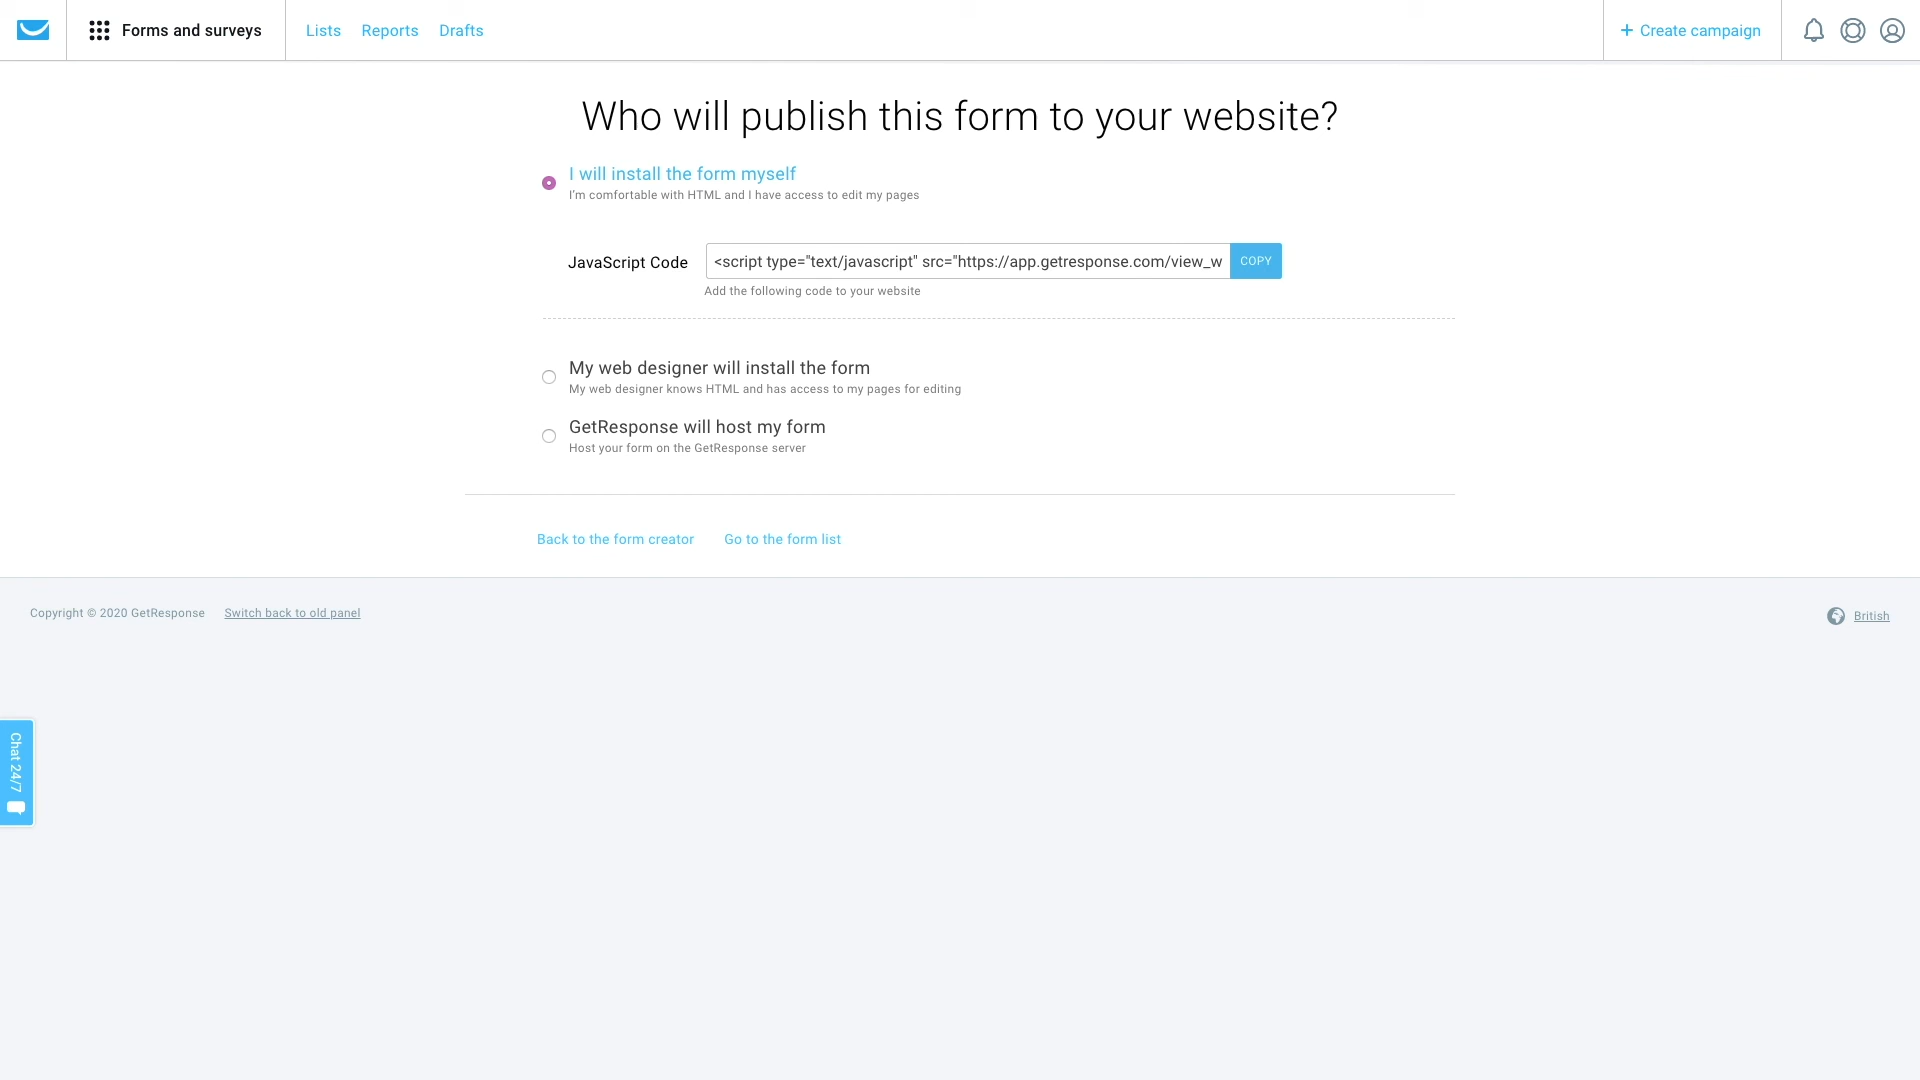 Forms and surveys
Lists
Reports
Drafts
+ Create campaign
Who will publish this form to your website?
I will install the form myself
I'm comfortable with HTML and I have access to edit my pages
JavaScript Code
<script type="text/javascript" src="https://app.getresponse.com/view_w
COPY
Add the following code to your website
My web designer will install the form
My web designer knows HTML and has access to my pages for editing
GetResponse will host my form
Host your form on the GetResponse server
Back to the form creator
Go to the form list
Copyright © 2020 GetResponse
Switch back to old panel
British
Chat 24/7